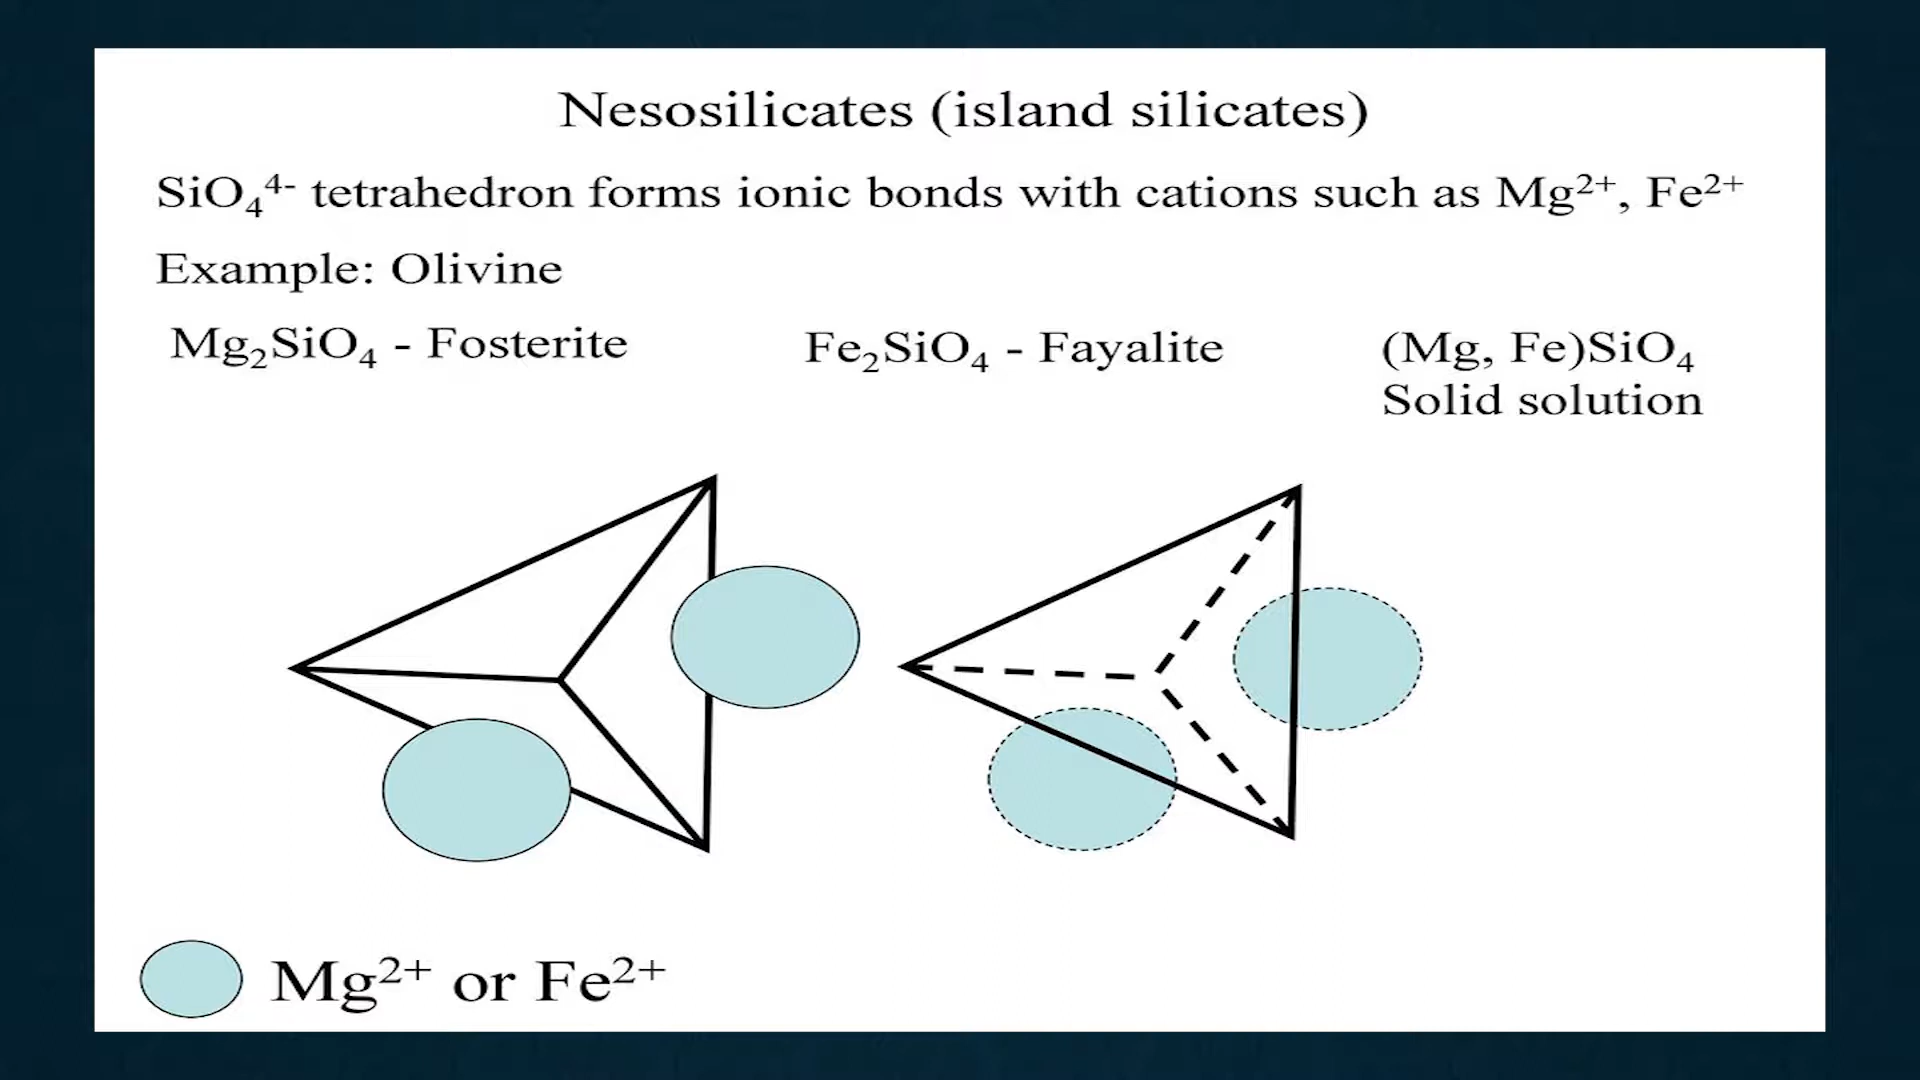 Nesosilicates (island silicates)
SiO₄⁴⁻ tetrahedron forms ionic bonds with cations such as Mg²⁺, Fe²⁺
Example: Olivine
Mg₂SiO₄ - Fosterite
Fe₂SiO₄ - Fayalite
(Mg, Fe)SiO₄
Solid solution
Mg²⁺ or Fe²⁺